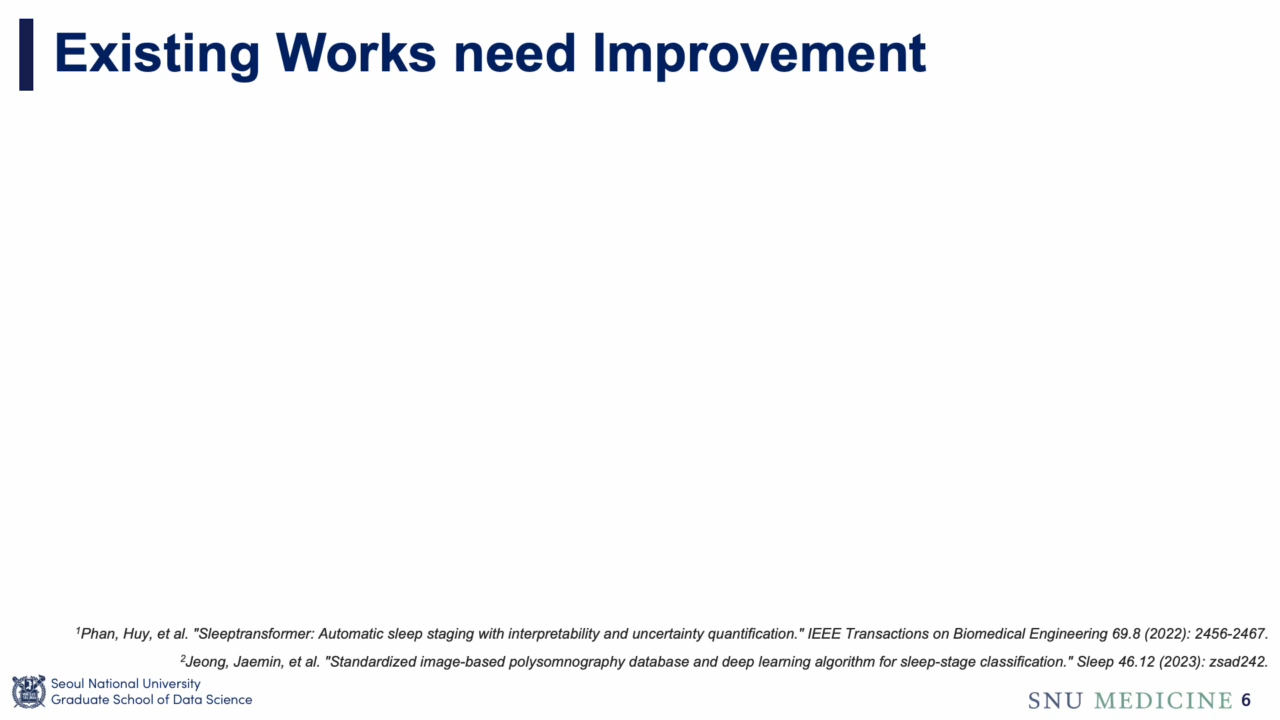 Existing Works need Improvement
¹Phan, Huy, et al. "Sleeptransformer: Automatic sleep staging with interpretability and uncertainty quantification." IEEE Transactions on Biomedical Engineering 69.8 (2022): 2456-2467.
²Jeong, Jaemin, et al. "Standardized image-based polysomnography database and deep learning algorithm for sleep-stage classification." Sleep 46.12 (2023): zsad242.
Seoul National University
Graduate School of Data Science
SNU MEDICINE 6